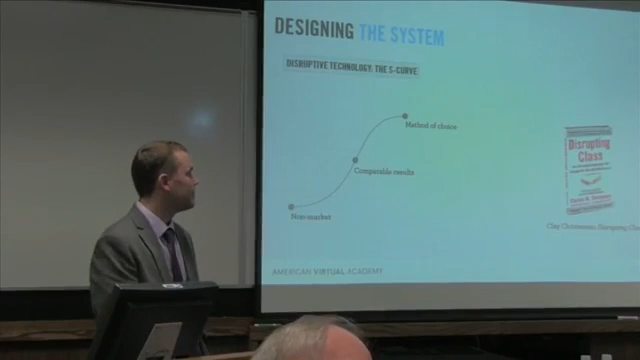 DESIGNING THE SYSTEM
DISRUPTIVE TECHNOLOGY: THE S-CURVE
Method of choice
Comparable results
Non-market
Disrupting
Class
Clay Christensen: Disrupting Cla
AMERICAN VIRTUAL ACADEMY